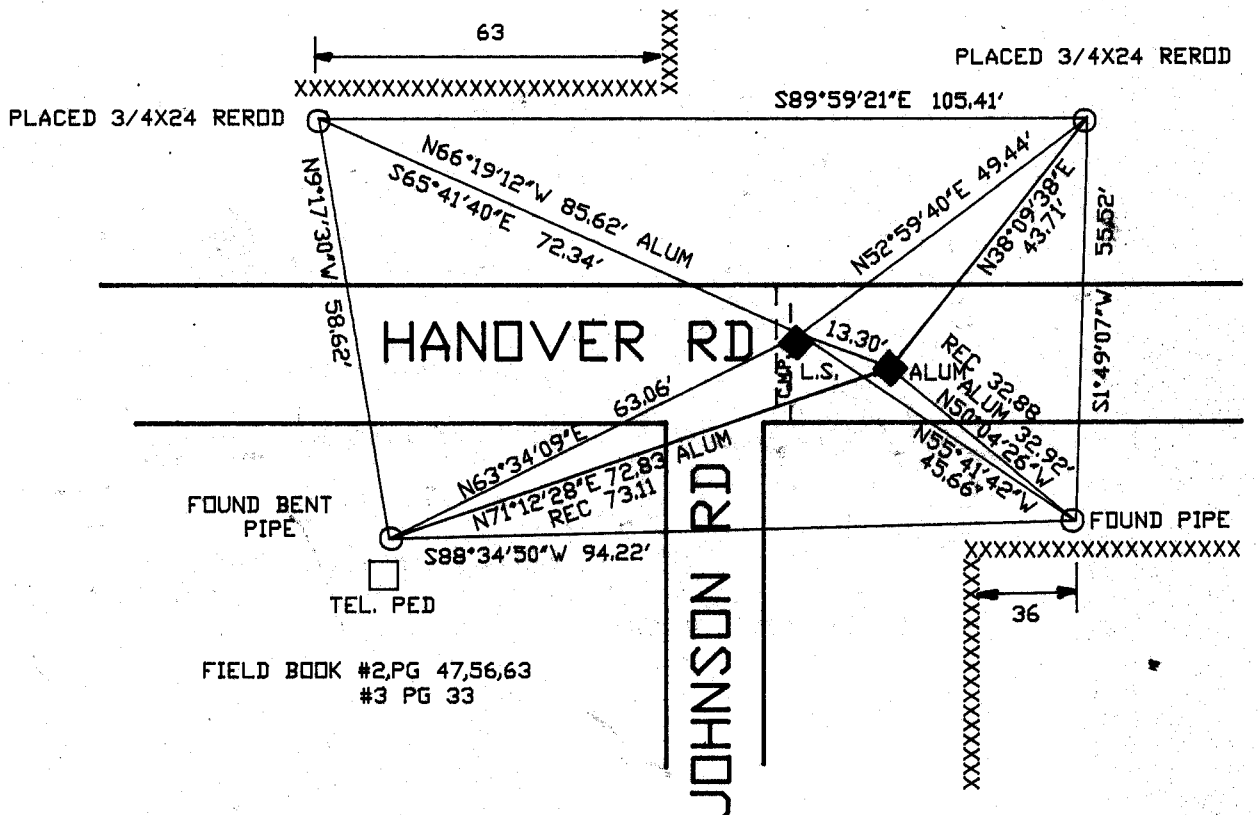 63
PLACED 3/4X24 REROD
XXXXXXXXXXXXXXXXXXXXXXXXXX
XXXXXX
S89°59'21"E 105.41'
PLACED 3/4X24 REROD
N66°19'12"W 85.62' ALUM
S65°41'40"E 72.34'
N52°59'40"E 49.44'
N38°09'38"E
43.71'
N9°17'30"W 58.62'
S1°49'07"W 55.52'
HANOVER RD
C.M.P.
L.S.
13.30'
ALUM
REC 32.88
ALUM 32.92'
N50°04'26"W
N55°41'42"W
45.66"
N63°34'09"E 63.06'
N71°12'28"E 72.83 ALUM
REC 73.11
FOUND BENT
PIPE
FOUND PIPE
S88°34'50"W 94.22'
TEL. PED
XXXXXXXXXXXXXXXXXXXX
XXXXXXXXXXXXXXXXXX
36
JOHNSON RD
FIELD BOOK #2,PG 47,56,63
#3 PG 33